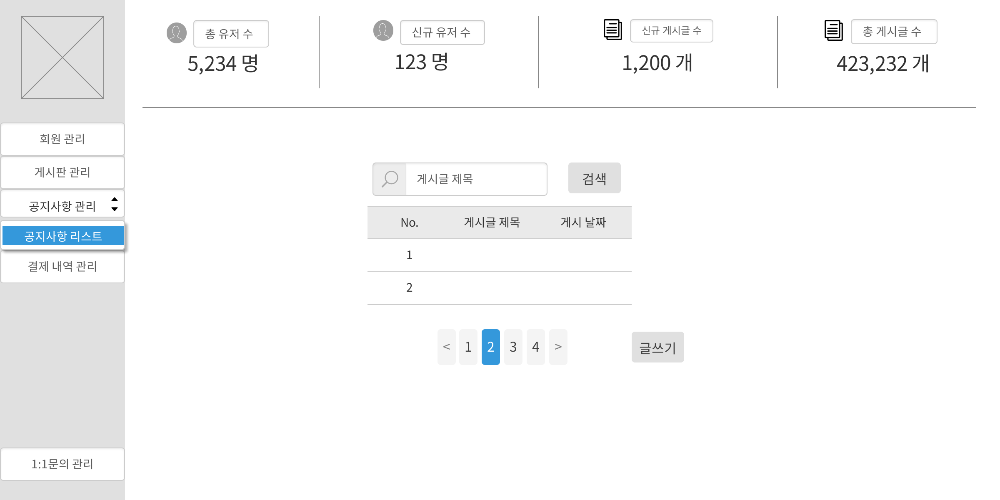 총 유저 수
5,234 명
신규 유저 수
123 명
신규 게시글 수
1,200 개
총 게시글 수
423,232 개
회원 관리
게시판 관리
공지사항 관리
공지사항 리스트
결제 내역 관리
1:1문의 관리
게시글 제목
검색
No. 게시글 제목 게시 날짜
1
2
< 1 2 3 4 >
글쓰기